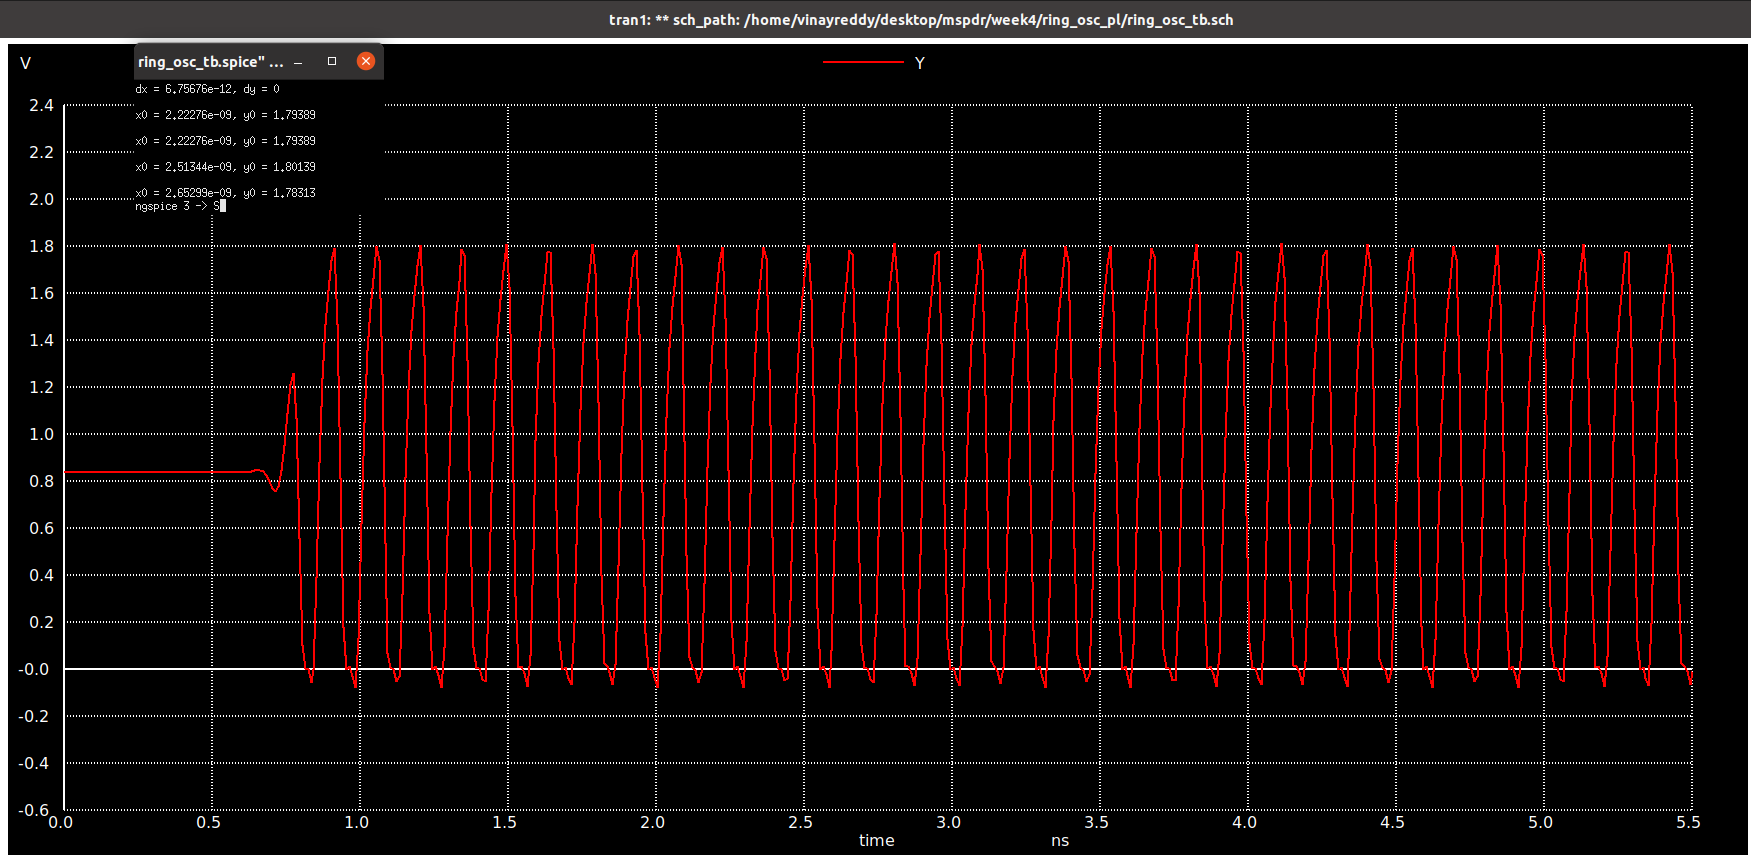 tran1: ** sch_path: /home/vinayreddy/desktop/mspdr/week4/ring_osc_pl/ring_osc_tb.sch
V
Y
ring_osc_tb.spice" ...
dx = 6.75676e-12, dy = 0
x0 = 2.22276e-09, y0 = 1.79389
x0 = 2.22276e-09, y0 = 1.79389
x0 = 2.51344e-09, y0 = 1.80139
x0 = 2.65299e-09, y0 = 1.78313
ngspice 3 -> S
2.4
2.2
2.0
1.8
1.6
1.4
1.2
1.0
0.8
0.6
0.4
0.2
-0.0
-0.2
-0.4
-0.6
0.0 0.5 1.0 1.5 2.0 2.5 3.0 3.5 4.0 4.5 5.0 5.5
time ns